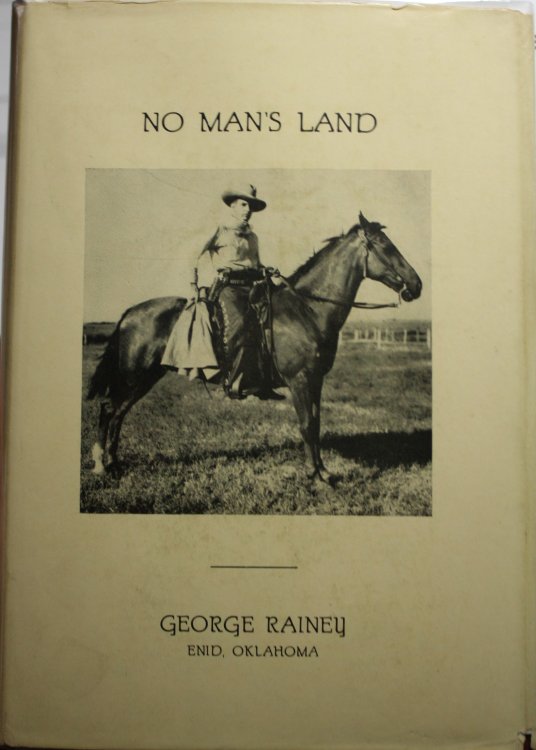 NO MAN'S LAND
GEORGE RAINEY
ENID, OKLAHOMA